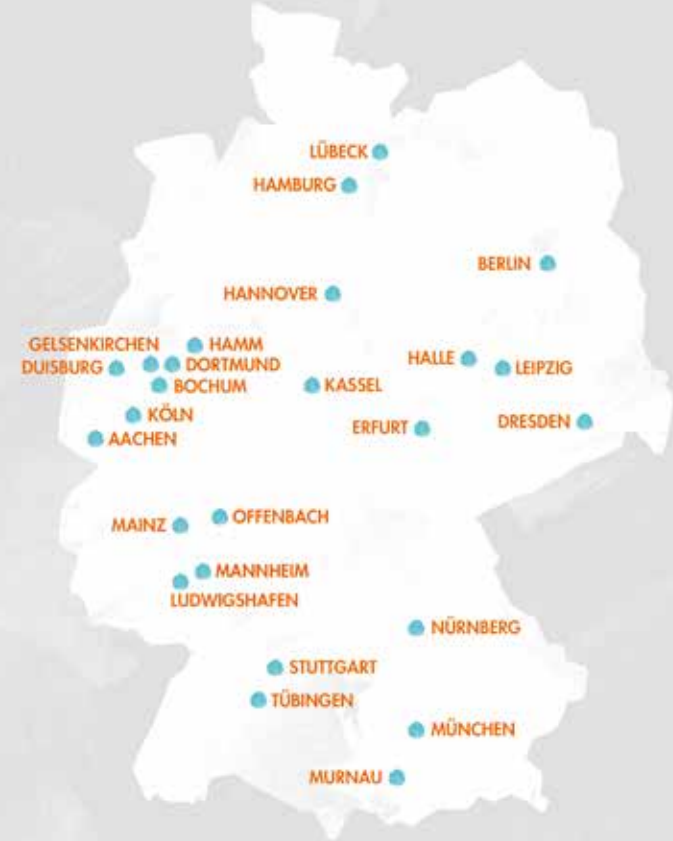 LÜBECK
HAMBURG
BERLIN
HANNOVER
GELSENKIRCHEN
HAMM
DUISBURG
DORTMUND
HALLE
LEIPZIG
BOCHUM
KASSEL
KÖLN
ERFURT
DRESDEN
AACHEN
MAINZ
OFFENBACH
MANNHEIM
LUDWIGSHAFEN
NÜRNBERG
STUTTGART
TÜBINGEN
MÜNCHEN
MURNAU